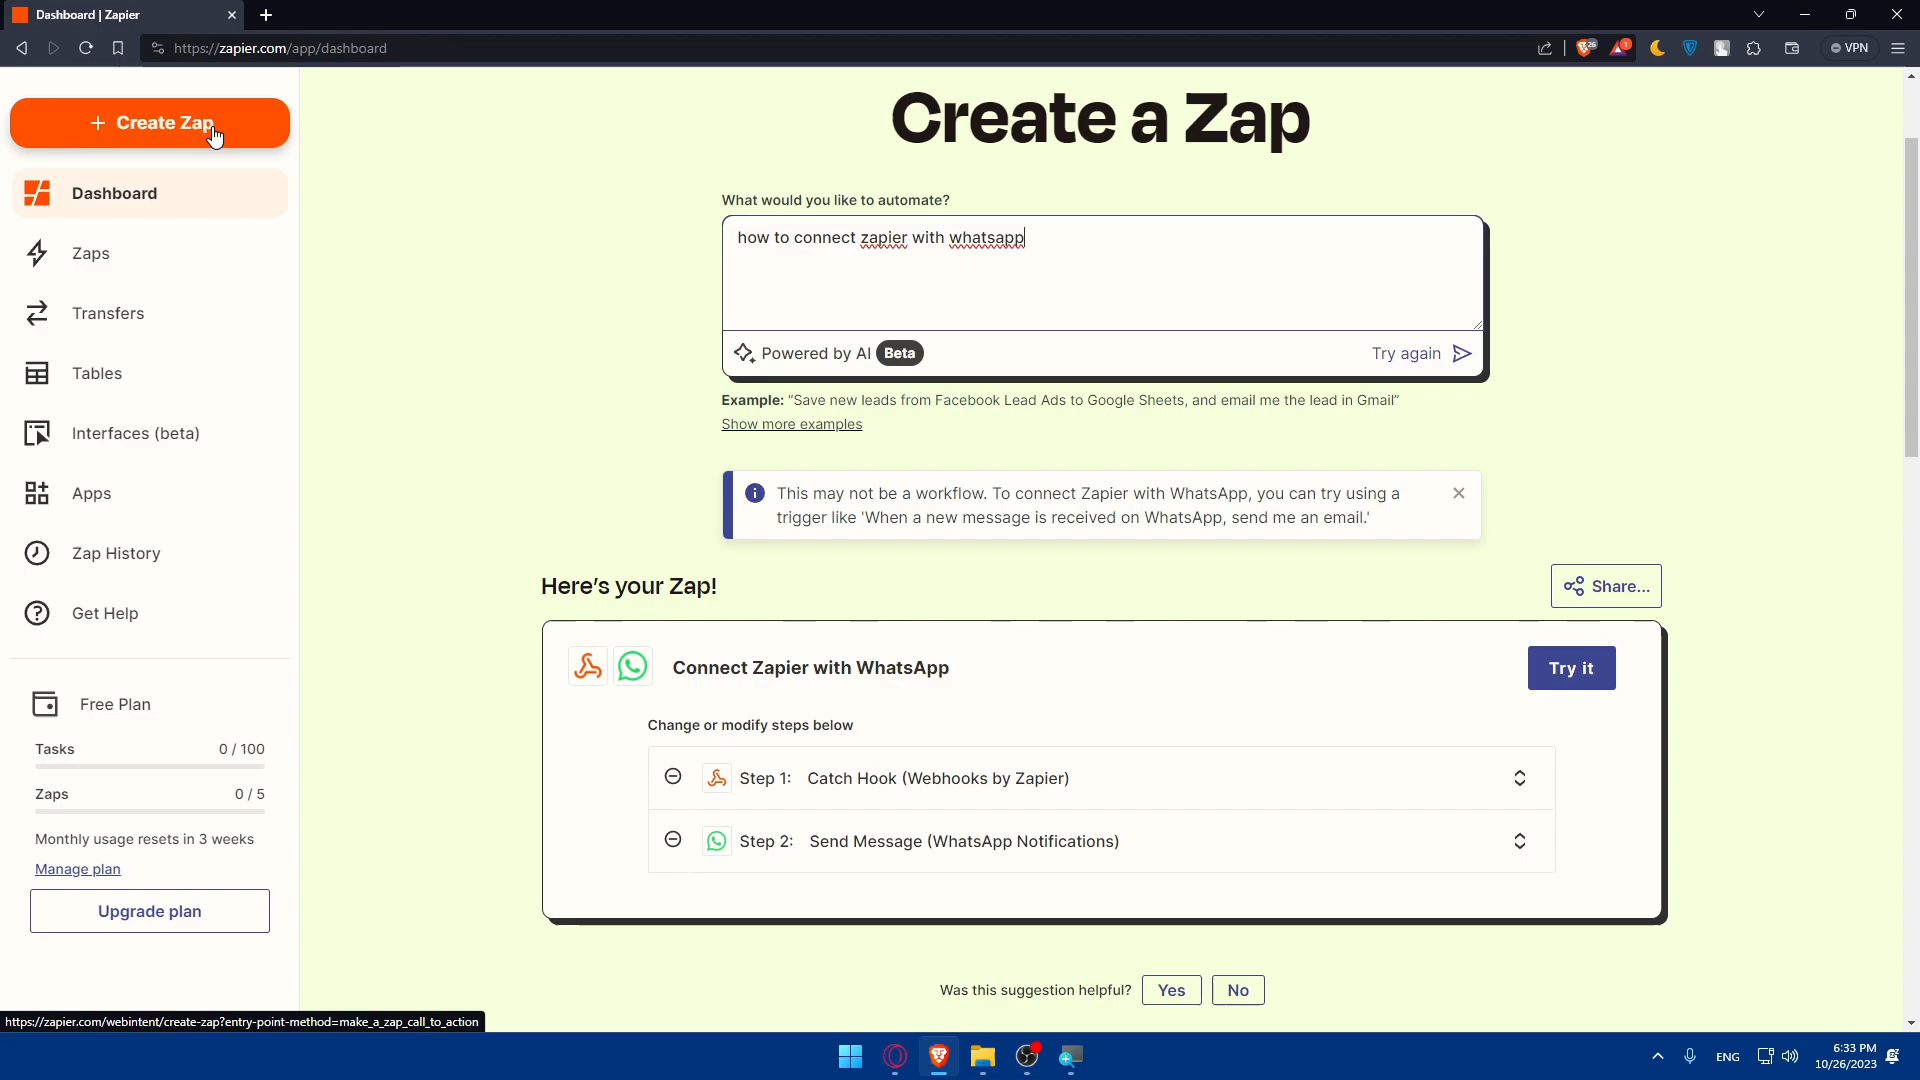 Dashboard | Zapier
https://zapier.com/app/dashboard
26
1
VPN
+ Create Zap
Dashboard
Zaps
Transfers
Tables
Interfaces (beta)
Apps
Zap History
Get Help
Free Plan
Tasks 0 / 100
Zaps 0 / 5
Monthly usage resets in 3 weeks
Manage plan
Upgrade plan
Create a Zap
What would you like to automate?
how to connect zapier with whatsapp
Powered by AI Beta
Try again
Example: “Save new leads from Facebook Lead Ads to Google Sheets, and email me the lead in Gmail”
Show more examples
This may not be a workflow. To connect Zapier with WhatsApp, you can try using a
trigger like 'When a new message is received on WhatsApp, send me an email.'
Here’s your Zap!
Share...
Connect Zapier with WhatsApp
Try it
Change or modify steps below
Step 1: Catch Hook (Webhooks by Zapier)
Step 2: Send Message (WhatsApp Notifications)
Was this suggestion helpful? Yes No
https://zapier.com/webintent/create-zap?entry-point-method=make_a_zap_call_to_action
ENG
6:33 PM
10/26/2023